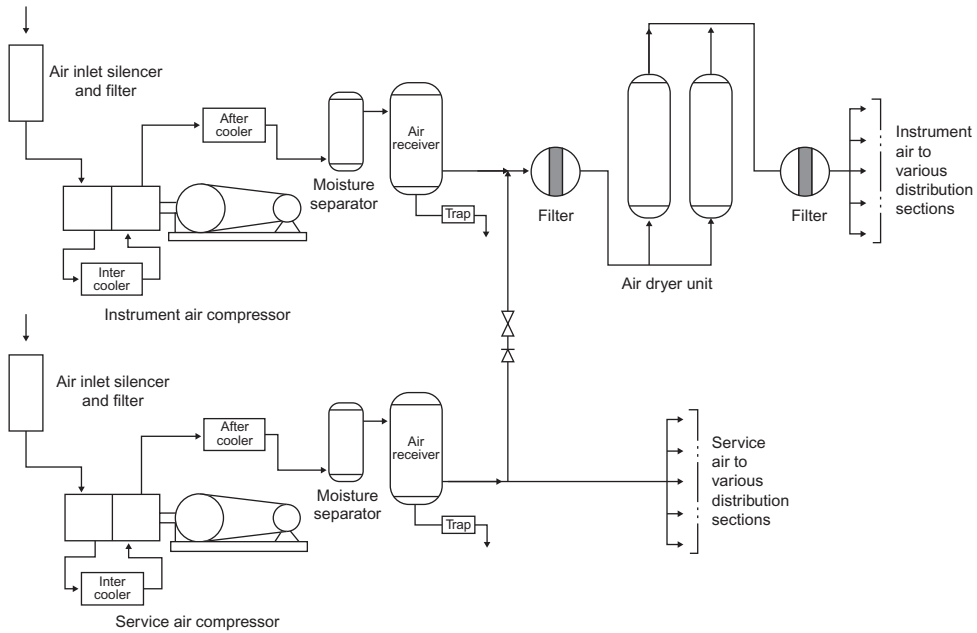 Air inlet silencer
and filter
After
cooler
Moisture
separator
Air
receiver
Trap
Inter
cooler
Instrument air compressor
Filter
Air dryer unit
Filter
Instrument
air to
various
distribution
sections
Air inlet silencer
and filter
After
cooler
Moisture
separator
Air
receiver
Trap
Inter
cooler
Service air compressor
Service
air to
various
distribution
sections